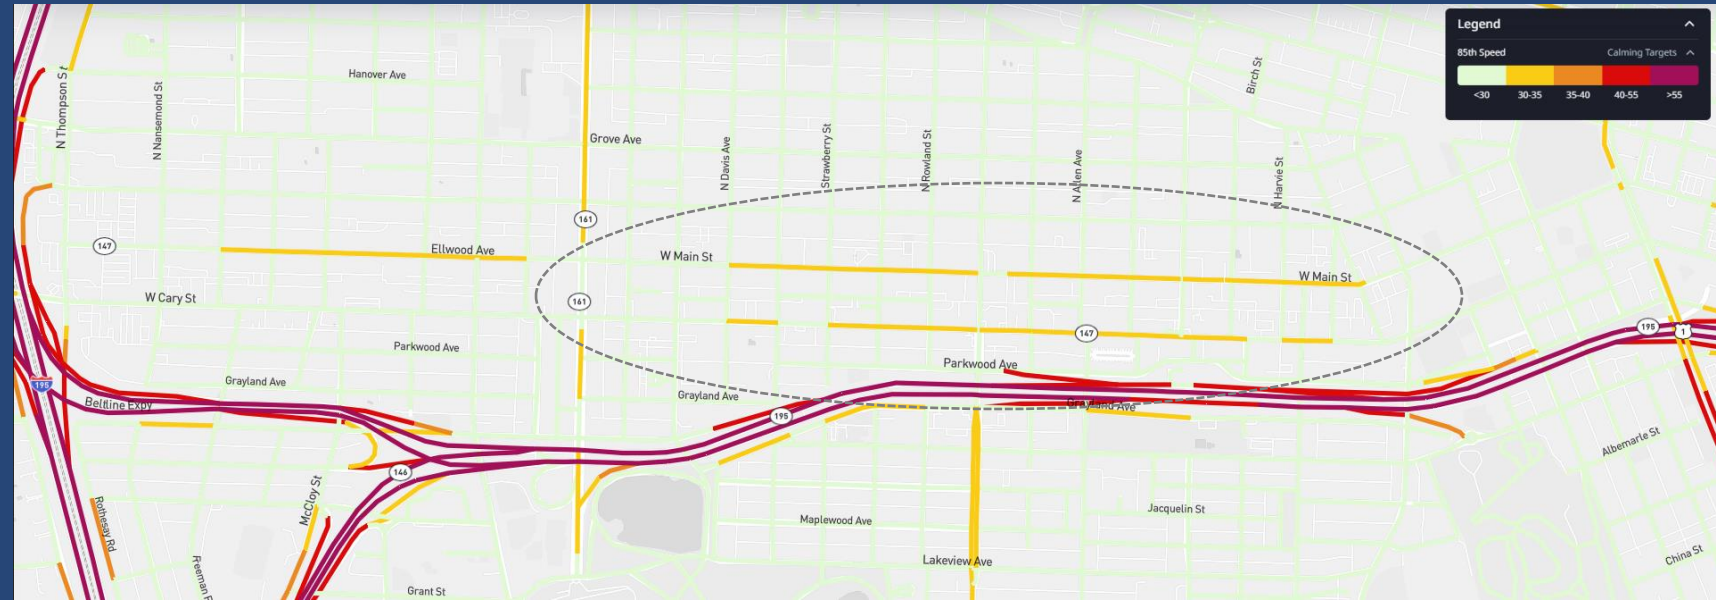 Legend
85th Speed
Calming Targets
<30
30-35
35-40
40-55
>55
Hanover Ave
N Thompson St
N Nansemond St
Grove Ave
N Davis Ave
Strawberry St
N Rowland St
N Allen Ave
Birch St
N Harvie St
161
147
Ellwood Ave
W Main St
W Main St
W Cary St
161
147
195
1
Parkwood Ave
Parkwood Ave
Grayland Ave
195
Grayland Ave
Beltline Expy
Grayland Ave
195
Albemarle St
146
McCloy St
Rothesay Rd
Maplewood Ave
Jacquelin St
Lakeview Ave
China St
Grant St